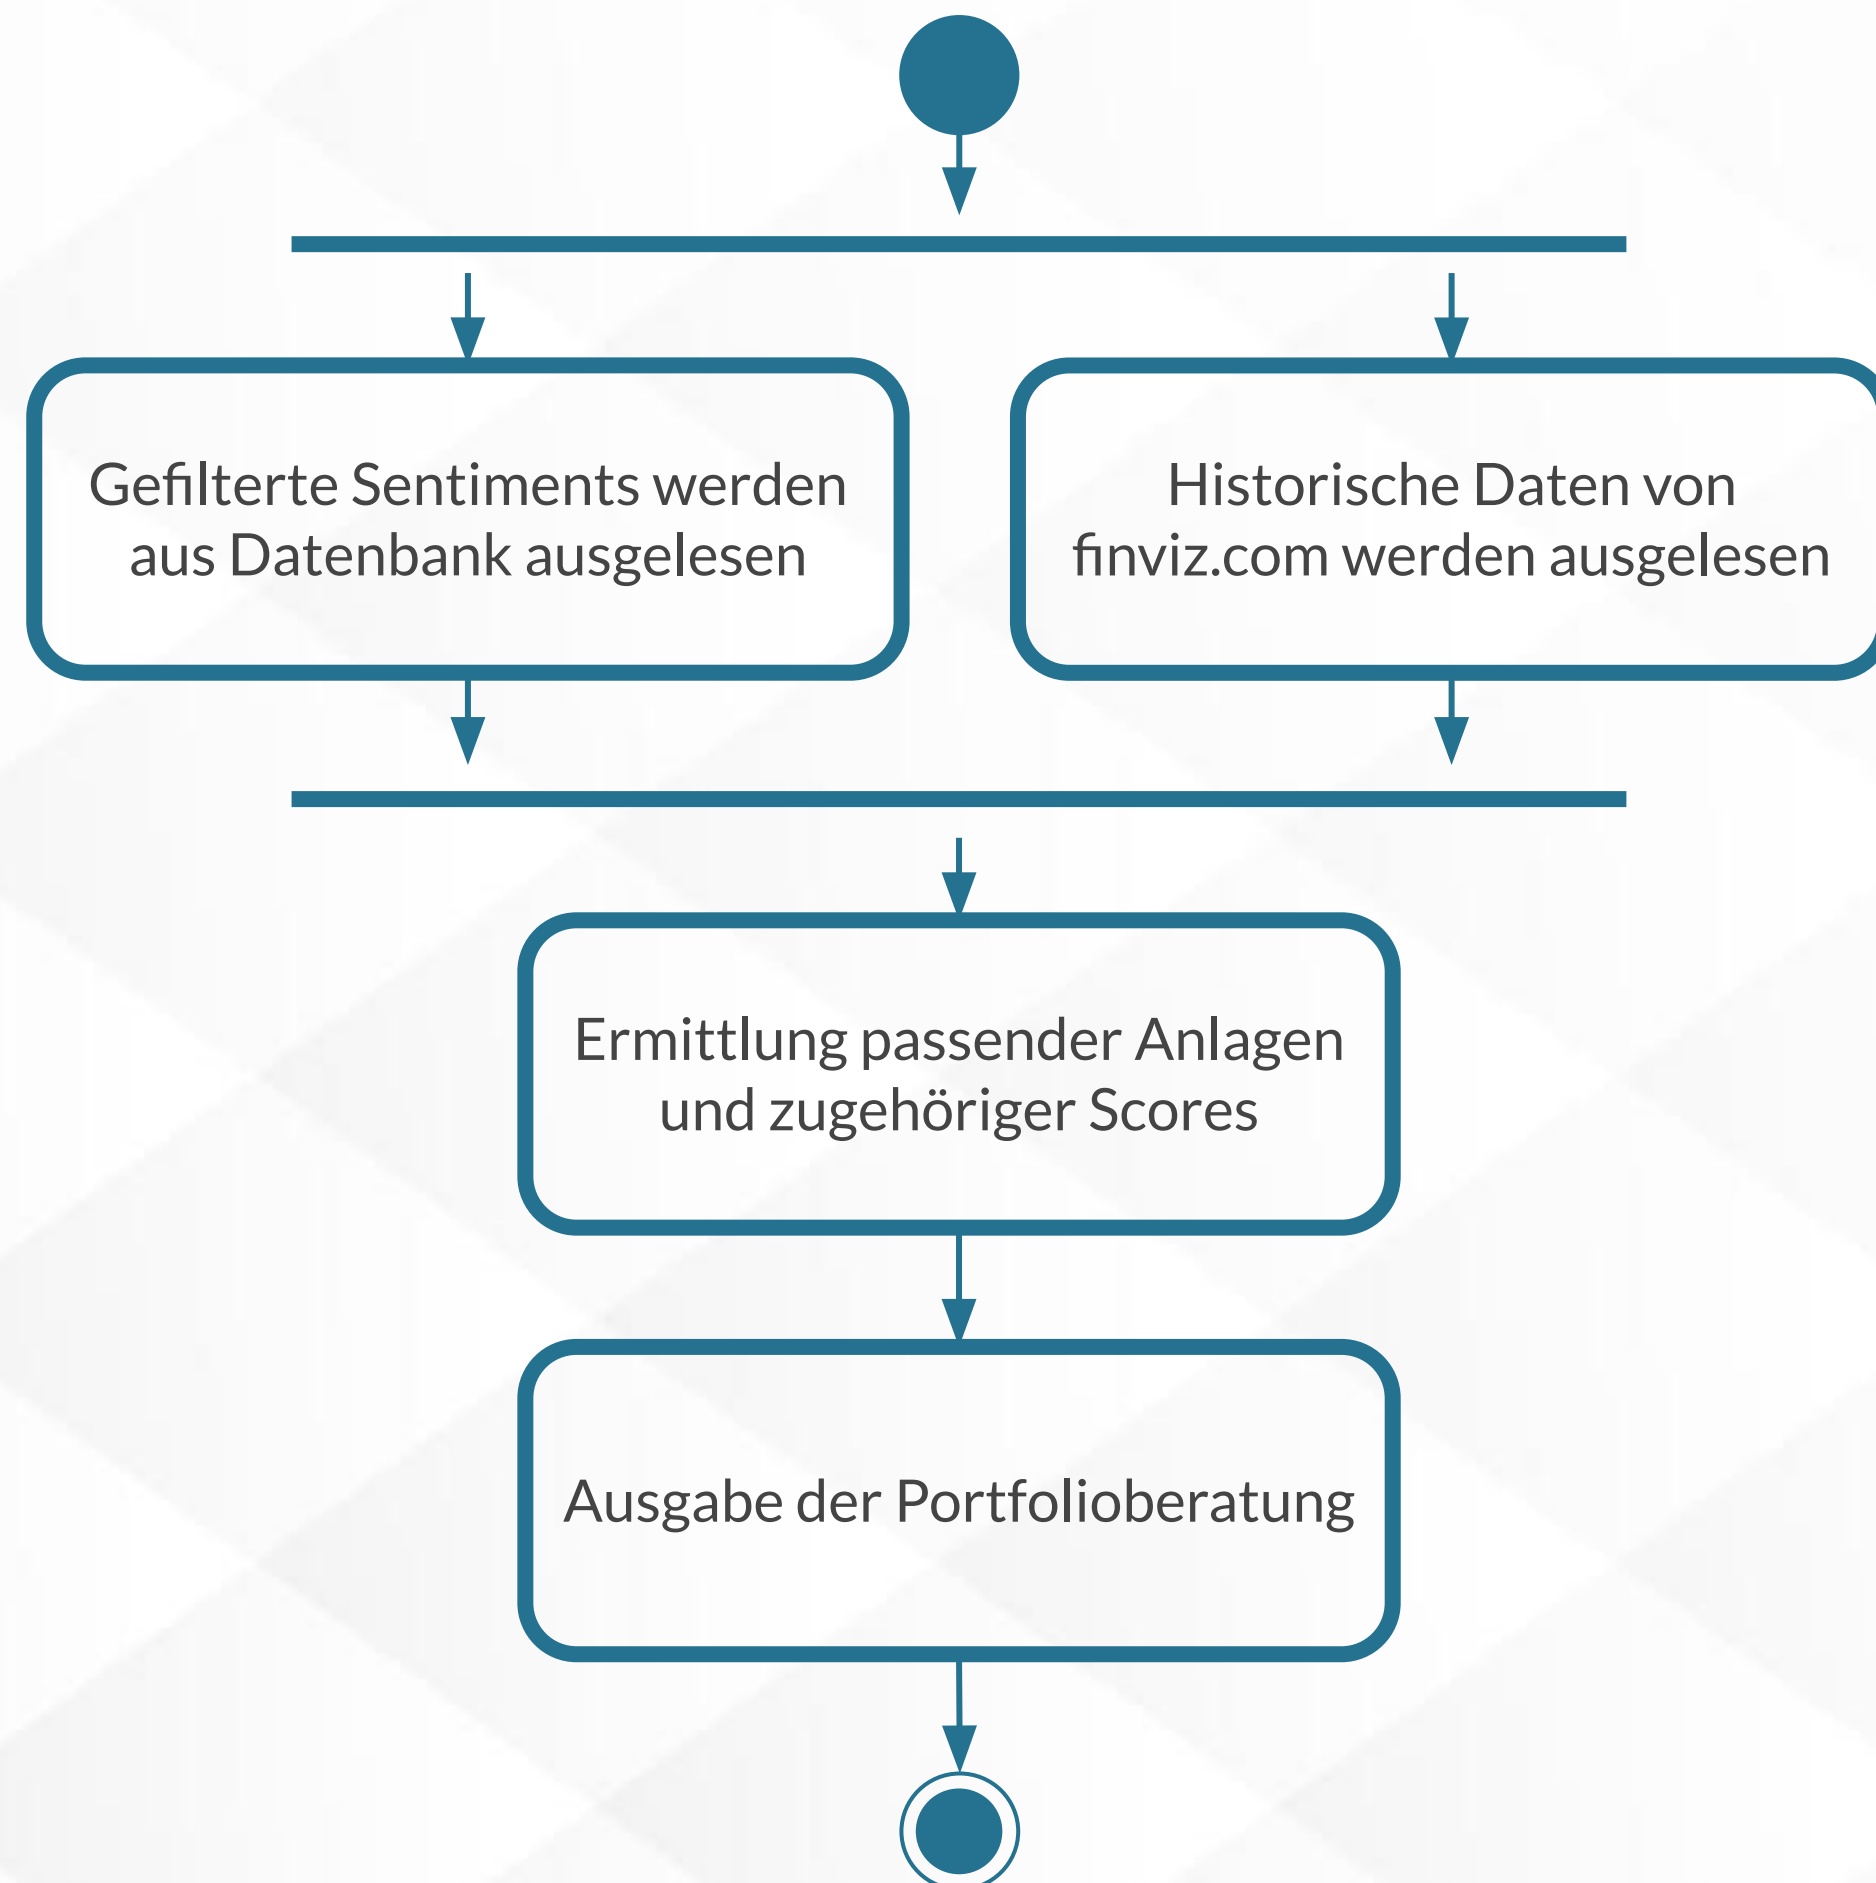 Gefilterte Sentiments werden
aus Datenbank ausgelesen
Historische Daten von
finviz.com werden ausgelesen
Ermittlung passender Anlagen
und zugehöriger Scores
Ausgabe der Portfolioberatung